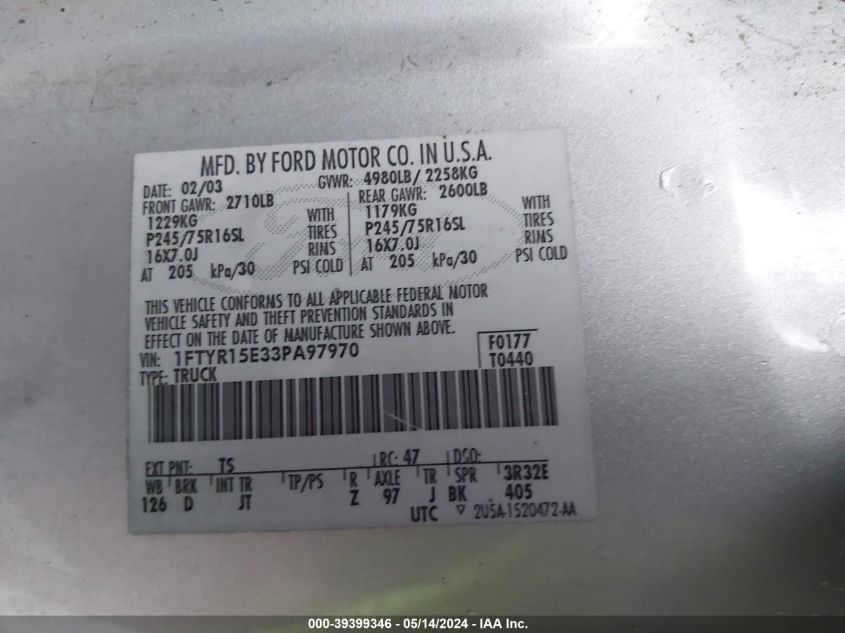 MFD. BY FORD MOTOR CO. IN U.S.A.
DATE: 02/03 GVWR: 4980LB/ 2258KG
FRONT GAWR: 2710LB REAR GAWR: 2600LB
1229KG WITH 1179KG WITH
P245/75R16SL TIRES P245/75R16SL TIRES
16X7.0J RIMS 16X7.0J RIMS
AT 205 kPa/30 PSI COLD AT 205 kPa/30 PSI COLD
THIS VEHICLE CONFORMS TO ALL APPLICABLE FEDERAL MOTOR
VEHICLE SAFETY AND THEFT PREVENTION STANDARDS IN
EFFECT ON THE DATE OF MANUFACTURE SHOWN ABOVE.
VIN: 1FTYR15E33PA97970 F0177
TYPE: TRUCK T0440
EXT PNT: TS RC: 47 DSO:
WB BRK INT TR TP/PS R AXLE TR SPR 3R32E
126 D JT Z 97 J BK 405
UTC ▽ 2U5A-1520472-AA
000-39399346 - 05/14/2024 - IAA Inc.